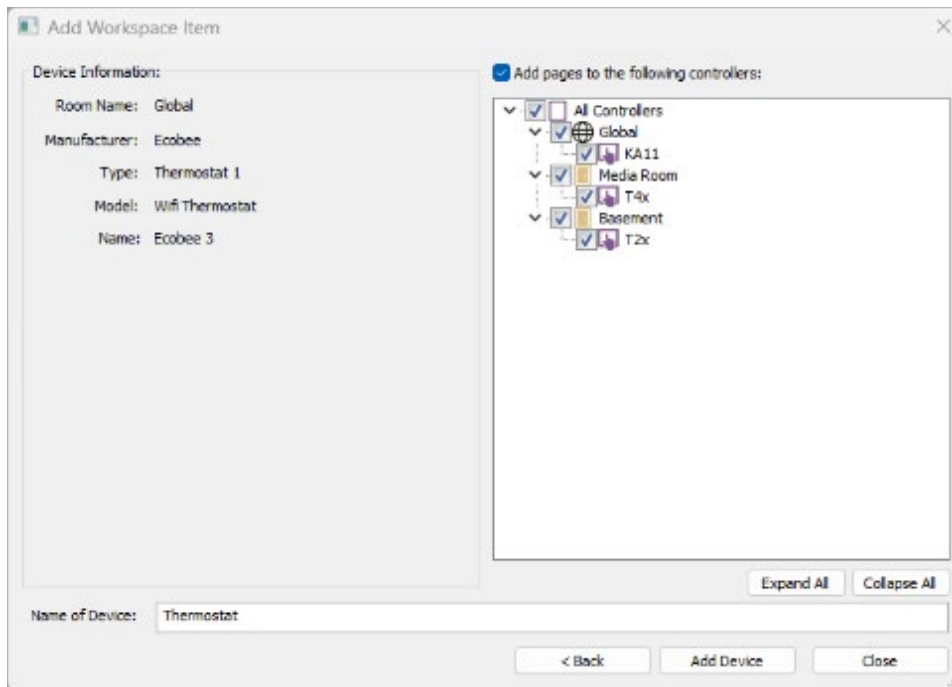 Add Workspace Item
Device Information:
Room Name: Global
Manufacturer: Ecobee
Type: Thermostat 1
Model: Wifi Thermostat
Name: Ecobee 3
Add pages to the following controllers:
All Controllers
Global
KA11
Media Room
T4x
Basement
T2x
Expand All Collapse All
Name of Device: Thermostat
< Back Add Device Close